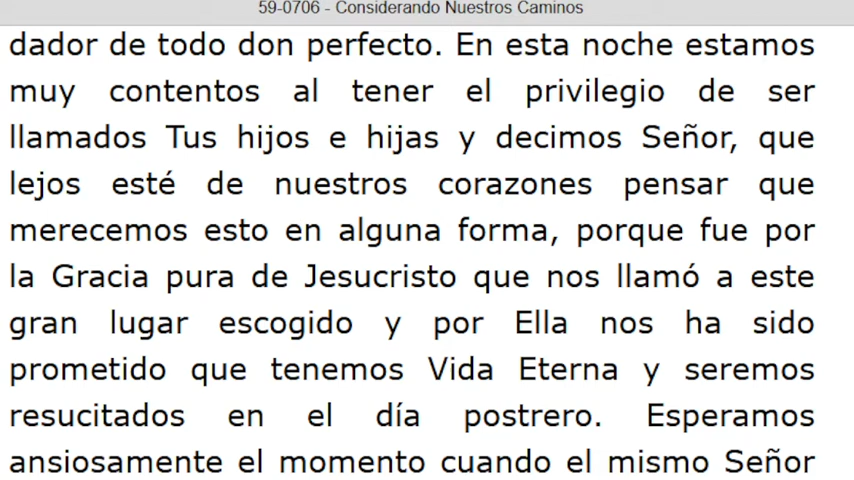 59-0706 - Considerando Nuestros Caminos
dador de todo don perfecto. En esta noche estamos
muy contentos al tener el privilegio de ser
llamados Tus hijos e hijas y decimos Señor, que
lejos esté de nuestros corazones pensar que
merecemos esto en alguna forma, porque fue por
la Gracia pura de Jesucristo que nos llamó a este
gran lugar escogido y por Ella nos ha sido
prometido que tenemos Vida Eterna y seremos
resucitados en el día postrero. Esperamos
ansiosamente el momento cuando el mismo Señor